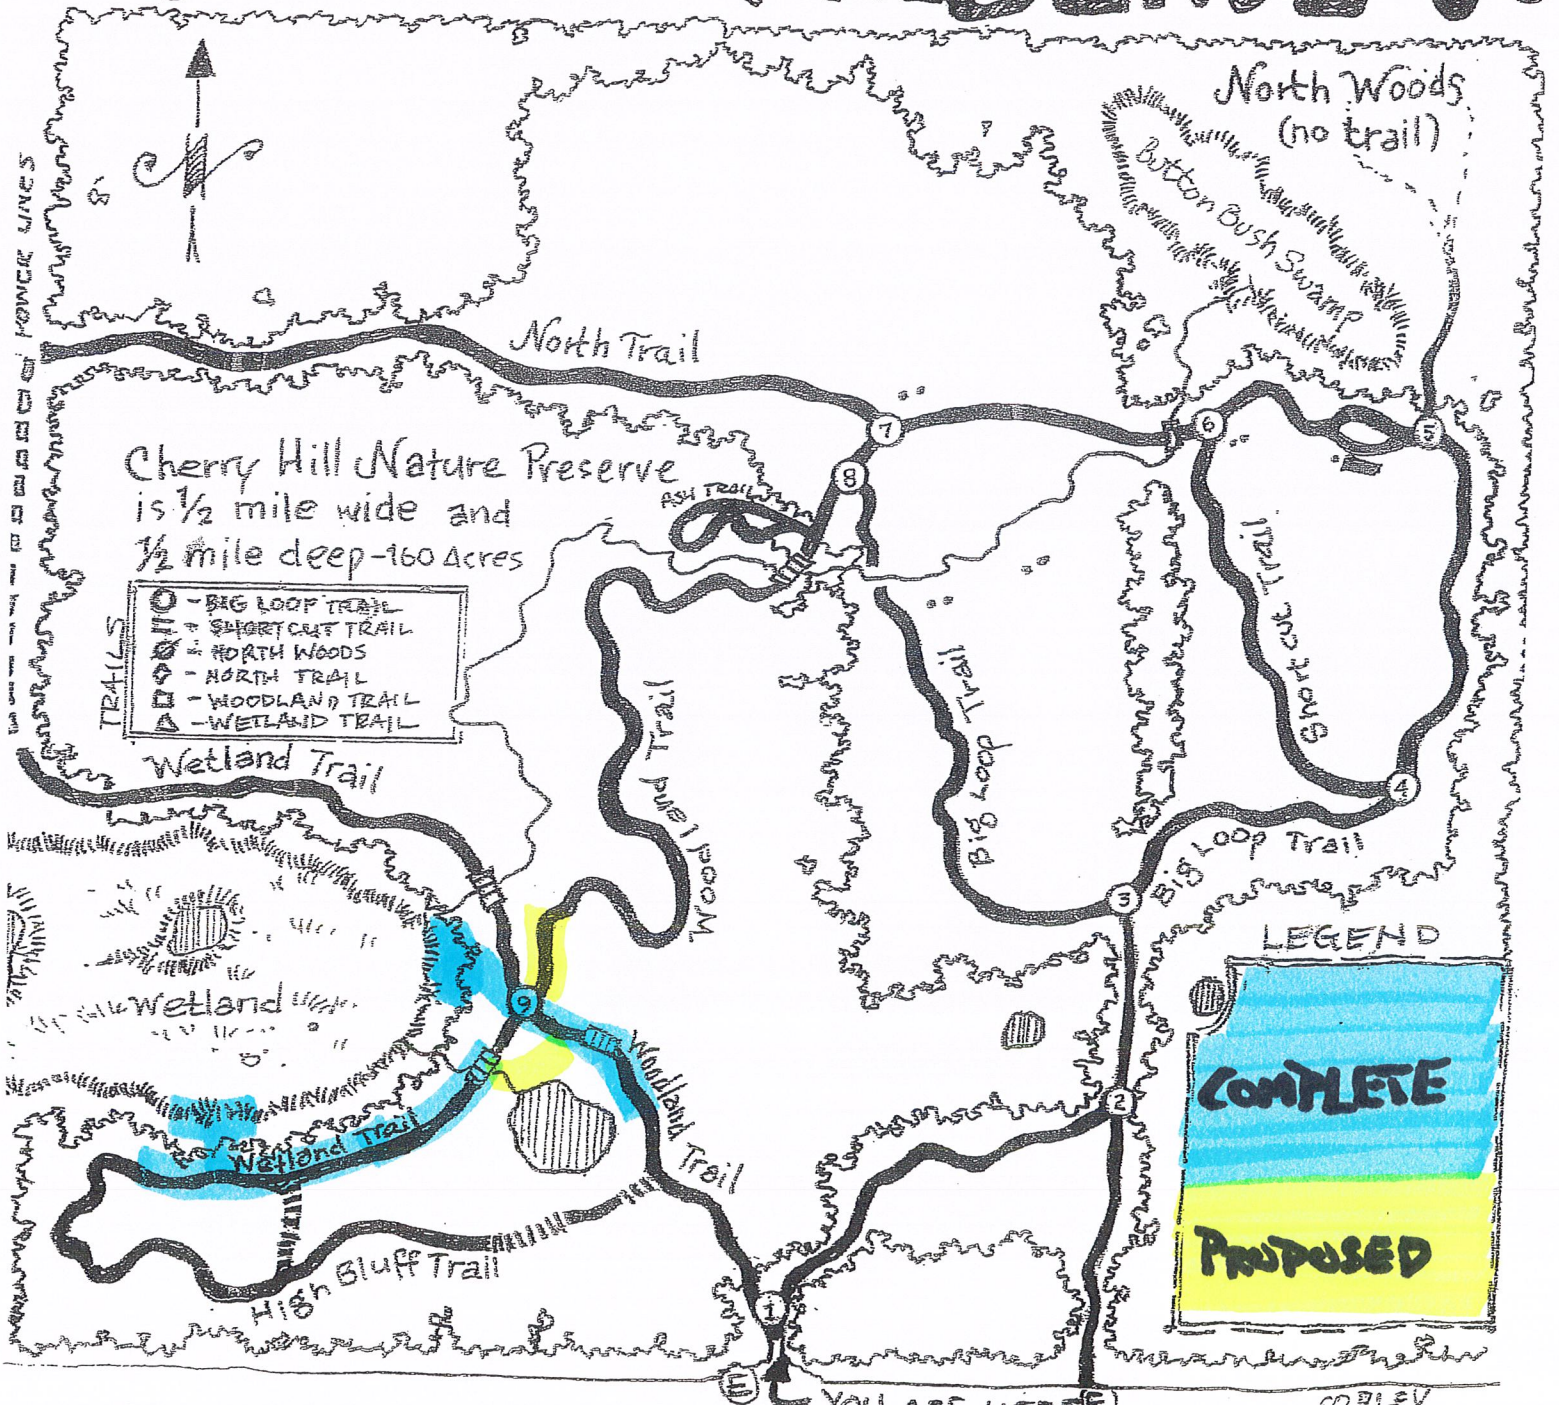 North Woods
(no trail)
Button Bush Swamp
North Trail
7
6
5
8
Cherry Hill Nature Preserve
is 1/2 mile wide and
1/2 mile deep-160 Acres
ASH TRAIL
TRAILS
- BIG LOOP TRAIL
- SHORTCUT TRAIL
- NORTH WOODS
- NORTH TRAIL
- WOODLAND TRAIL
- WETLAND TRAIL
Short cut Trail
Big Loop Trail
Woodland Trail
Wetland Trail
4
Big Loop Trail
3
LEGEND
Wetland
9
COMPLETE
Woodland Trail
2
Wetland Trail
PROPOSED
High Bluff Trail
1
E
YOU ARE HERE